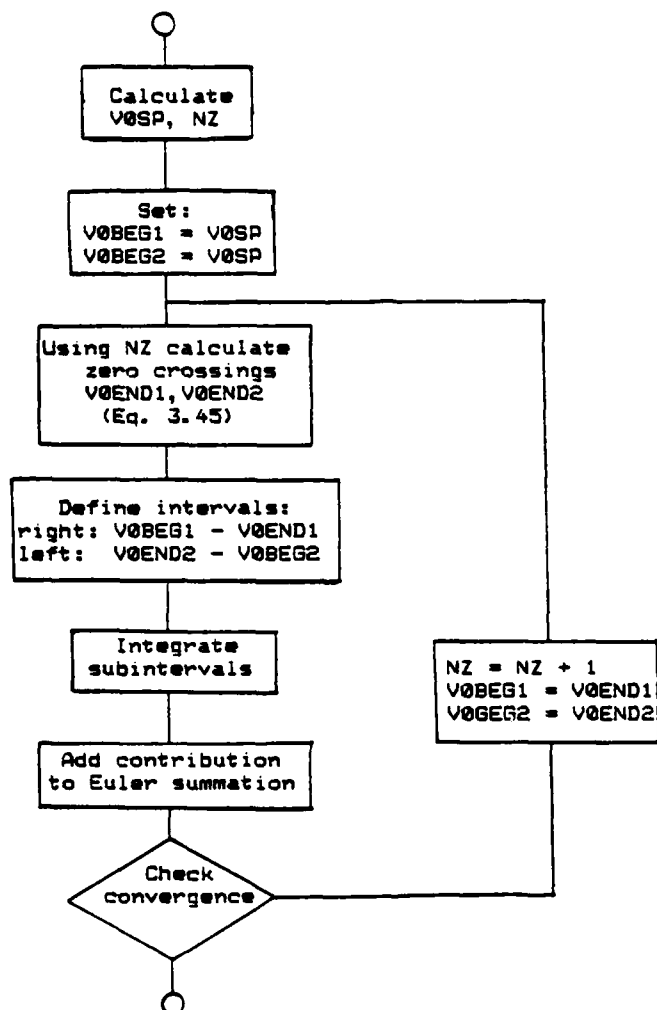 Calculate
V0SP, NZ
Set:
V0BEG1 = V0SP
V0BEG2 = V0SP
Using NZ calculate
zero crossings
V0END1,V0END2
(Eq. 3.45)
Define intervals:
right: V0BEG1 - V0END1
left: V0END2 - V0BEG2
Integrate
subintervals
NZ = NZ + 1
V0BEG1 = V0END1
V0GEG2 = V0END2
Add contribution
to Euler summation
Check
convergence